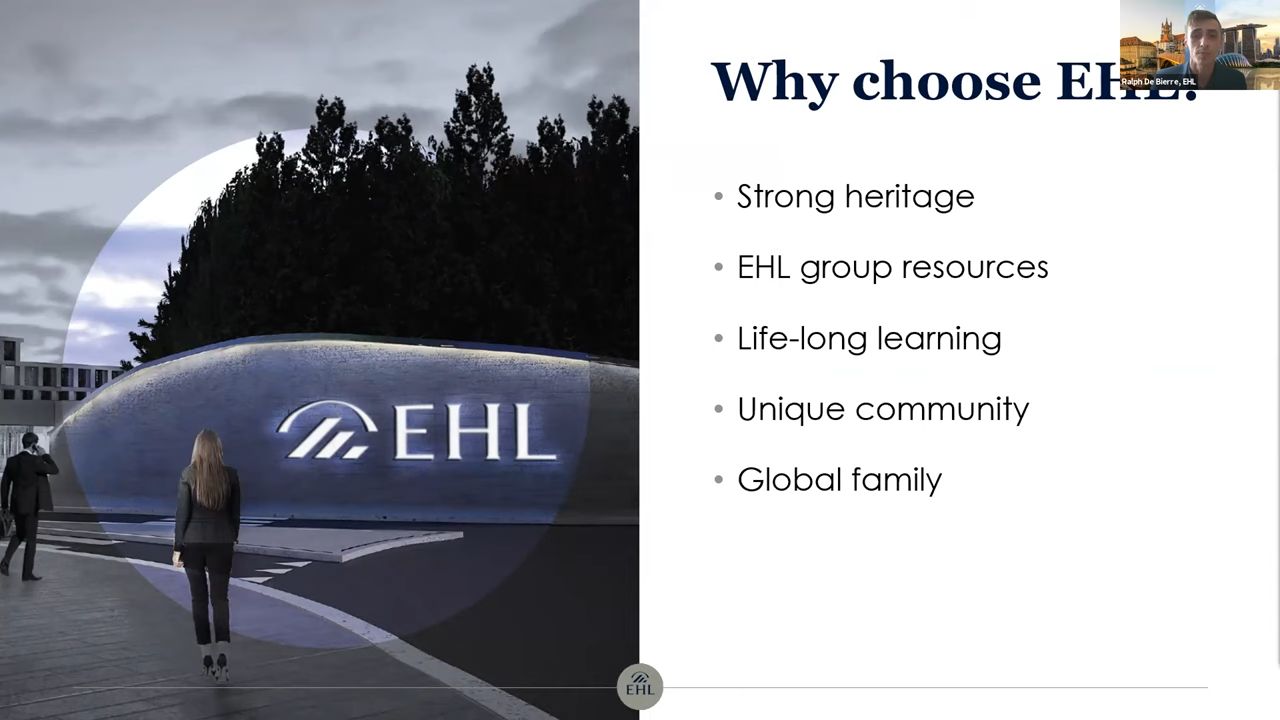 Why choose EHL?
Ralph De Bierre, EHL
• Strong heritage
• EHL group resources
• Life-long learning
• Unique community
• Global family
EHL
EHL